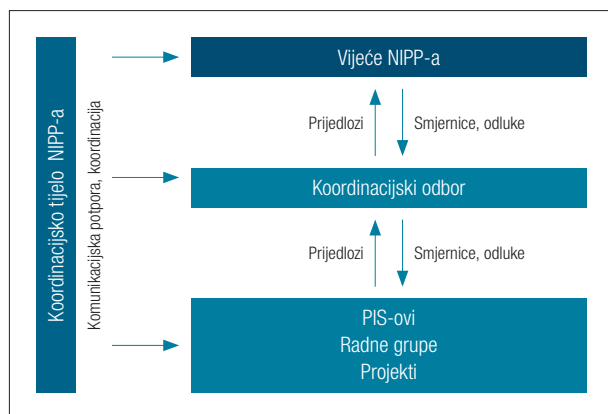 Koordinacijsko tijelo NIPP-a
Komunikacijska potpora, koordinacija
Vijeće NIPP-a
Prijedlozi
Smjernice, odluke
Koordinacijski odbor
Prijedlozi
Smjernice, odluke
PIS-ovi
Radne grupe
Projekti